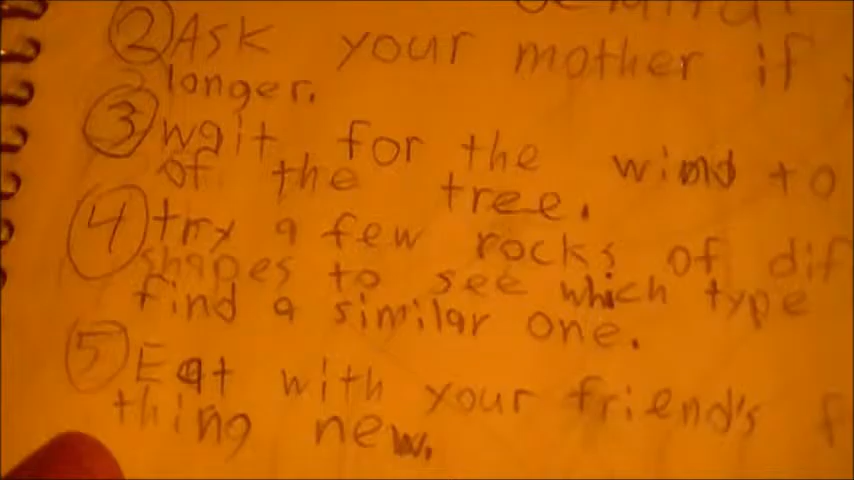 ② Ask your mother if
longer.
③ wait for the wind to
of the tree.
④ try a few rocks of dif
shapes to see which type
find a similar one.
⑤ Eat with your friend's f
thing new.